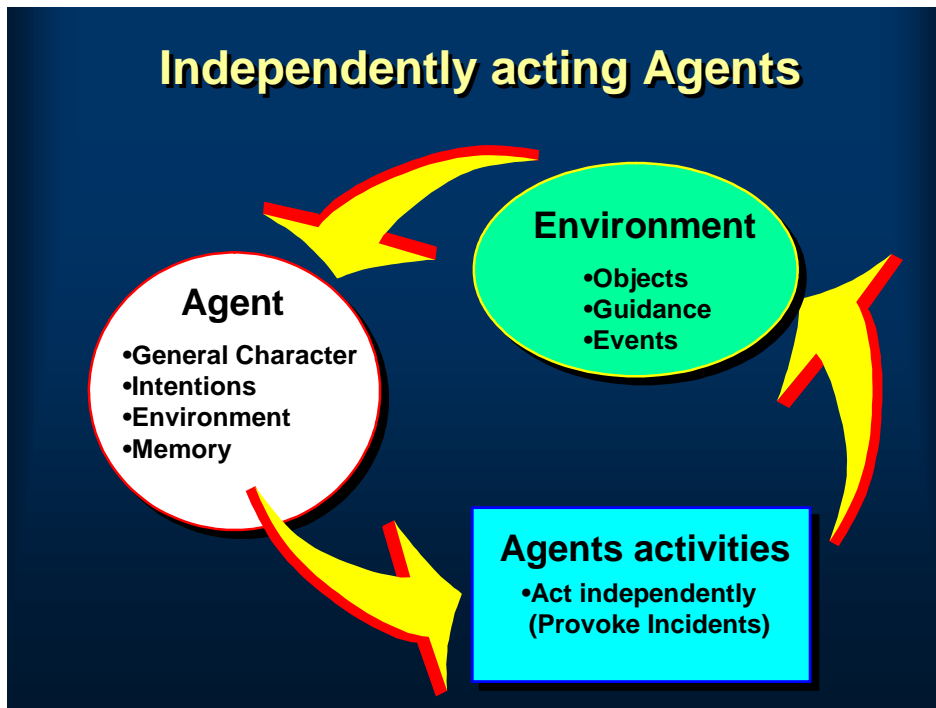 Independently acting Agents
Environment
•Objects
•Guidance
•Events
Agent
•General Character
•Intentions
•Environment
•Memory
Agents activities
•Act independently
(Provoke Incidents)